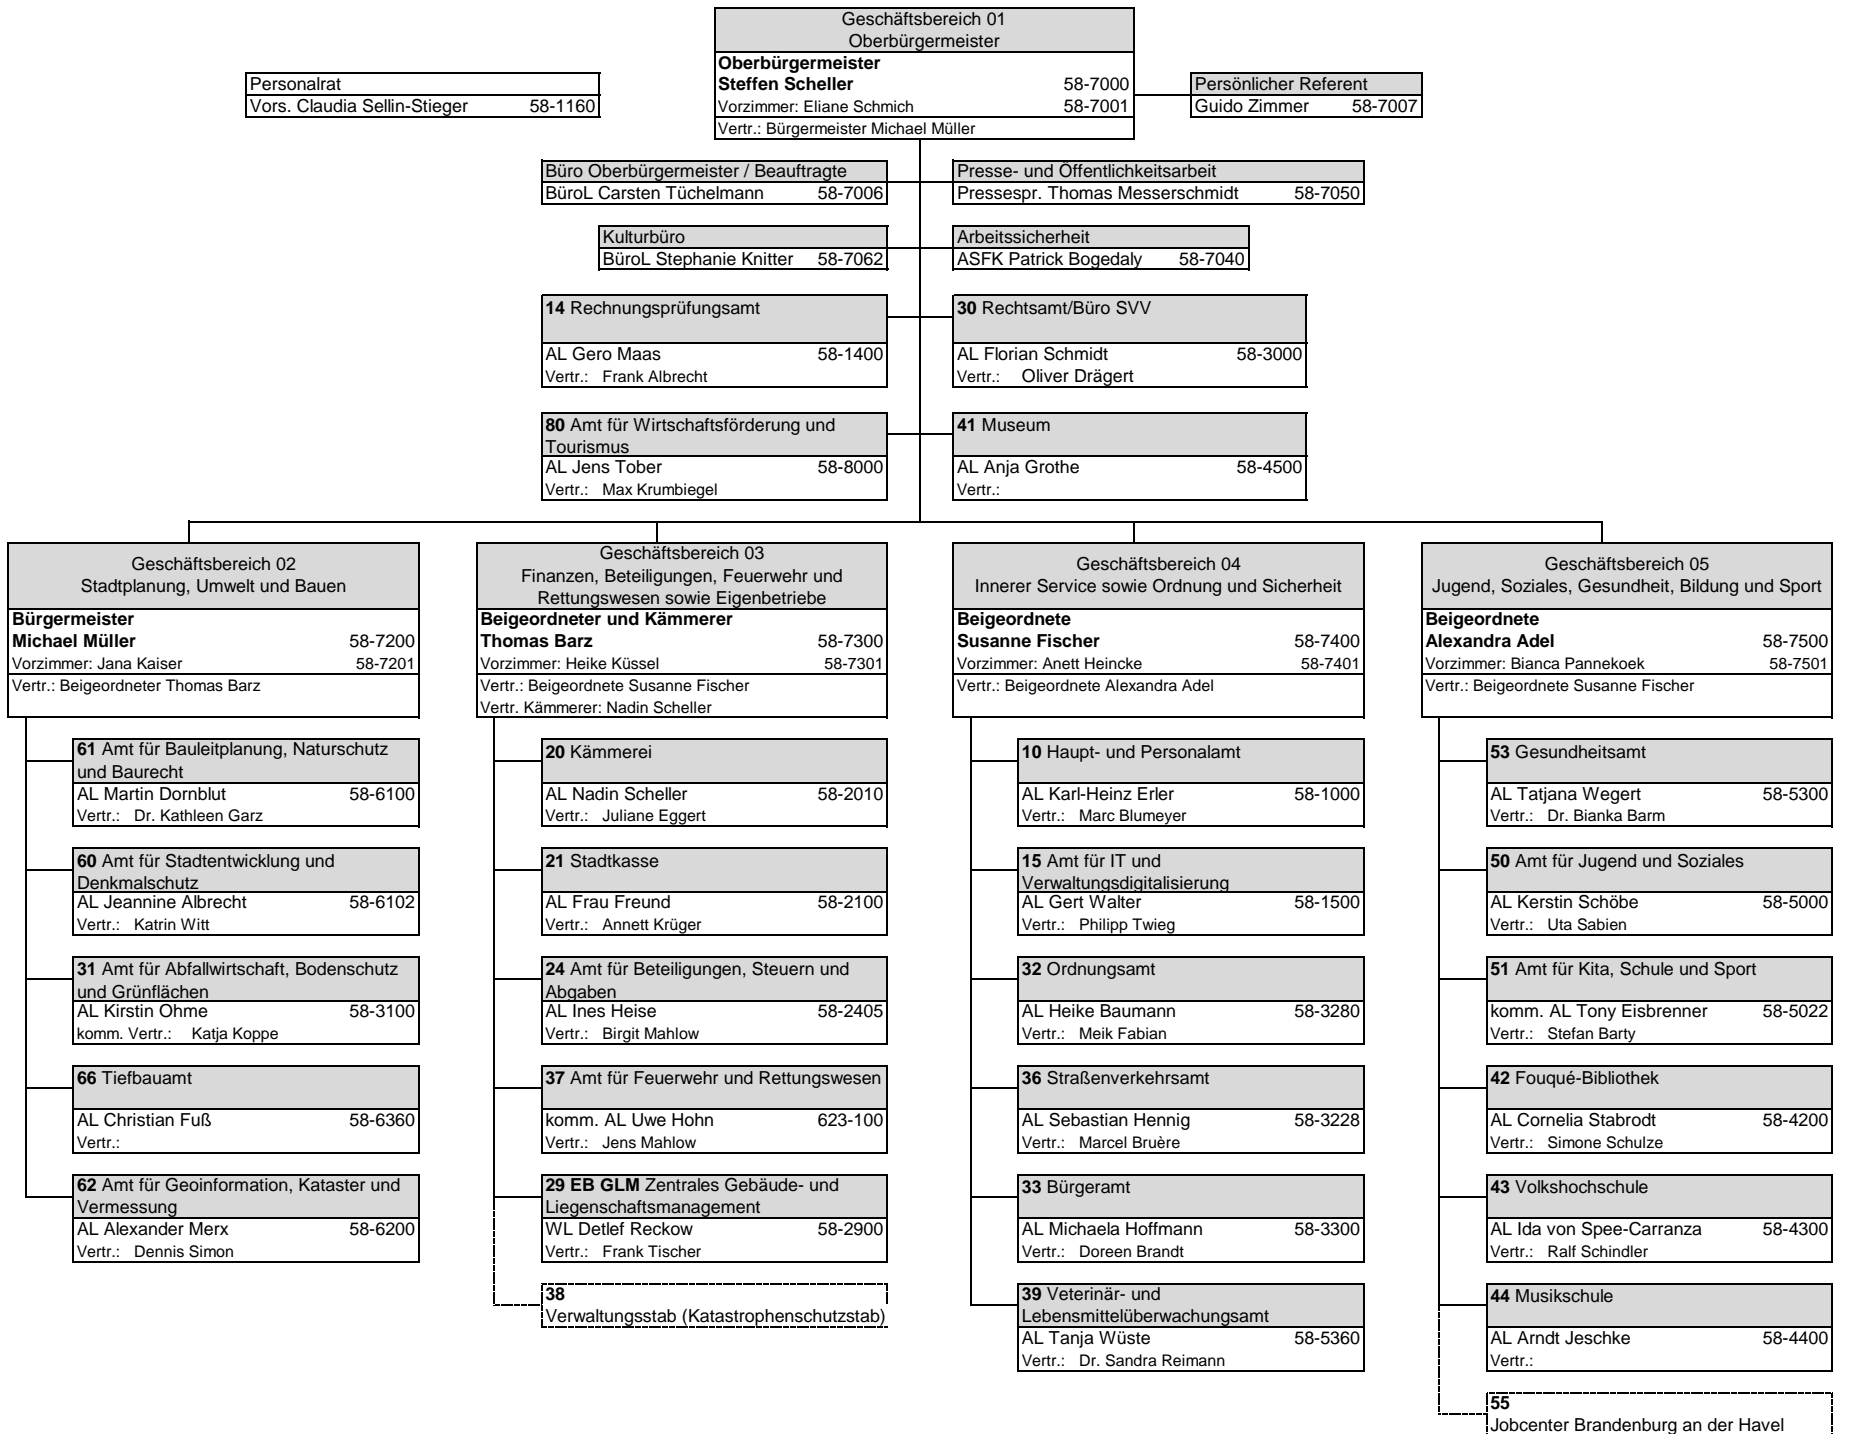 Geschäftsbereich 01
Oberbürgermeister
Oberbürgermeister
Steffen Scheller 58-7000
Vorzimmer: Eliane Schmich 58-7001
Vertr.: Bürgermeister Michael Müller
Personalrat
Vors. Claudia Sellin-Stieger 58-1160
Persönlicher Referent
Guido Zimmer 58-7007
Büro Oberbürgermeister / Beauftragte
BüroL Carsten Tüchelmann 58-7006
Presse- und Öffentlichkeitsarbeit
Pressespr. Thomas Messerschmidt 58-7050
Kulturbüro
BüroL Stephanie Knitter 58-7062
Arbeitssicherheit
ASFK Patrick Bogedaly 58-7040
14 Rechnungsprüfungsamt
AL Gero Maas 58-1400
Vertr.: Frank Albrecht
30 Rechtsamt/Büro SVV
AL Florian Schmidt 58-3000
Vertr.: Oliver Drägert
80 Amt für Wirtschaftsförderung und
Tourismus
AL Jens Tober 58-8000
Vertr.: Max Krumbiegel
41 Museum
AL Anja Grothe 58-4500
Vertr.:
Geschäftsbereich 02
Stadtplanung, Umwelt und Bauen
Bürgermeister
Michael Müller 58-7200
Vorzimmer: Jana Kaiser 58-7201
Vertr.: Beigeordneter Thomas Barz
61 Amt für Bauleitplanung, Naturschutz
und Baurecht
AL Martin Dornblut 58-6100
Vertr.: Dr. Kathleen Garz
60 Amt für Stadtentwicklung und
Denkmalschutz
AL Jeannine Albrecht 58-6102
Vertr.: Katrin Witt
31 Amt für Abfallwirtschaft, Bodenschutz
und Grünflächen
AL Kirstin Ohme 58-3100
komm. Vertr.: Katja Koppe
66 Tiefbauamt
AL Christian Fuß 58-6360
Vertr.:
62 Amt für Geoinformation, Kataster und
Vermessung
AL Alexander Merx 58-6200
Vertr.: Dennis Simon
Geschäftsbereich 03
Finanzen, Beteiligungen, Feuerwehr und
Rettungswesen sowie Eigenbetriebe
Beigeordneter und Kämmerer
Thomas Barz 58-7300
Vorzimmer: Heike Küssel 58-7301
Vertr.: Beigeordnete Susanne Fischer
Vertr. Kämmerer: Nadin Scheller
20 Kämmerei
AL Nadin Scheller 58-2010
Vertr.: Juliane Eggert
21 Stadtkasse
AL Frau Freund 58-2100
Vertr.: Annett Krüger
24 Amt für Beteiligungen, Steuern und
Abgaben
AL Ines Heise 58-2405
Vertr.: Birgit Mahlow
37 Amt für Feuerwehr und Rettungswesen
komm. AL Uwe Hohn 623-100
Vertr.: Jens Mahlow
29 EB GLM Zentrales Gebäude- und
Liegenschaftsmanagement
WL Detlef Reckow 58-2900
Vertr.: Frank Tischer
38
Verwaltungsstab (Katastrophenschutzstab)
Geschäftsbereich 04
Innerer Service sowie Ordnung und Sicherheit
Beigeordnete
Susanne Fischer 58-7400
Vorzimmer: Anett Heincke 58-7401
Vertr.: Beigeordnete Alexandra Adel
10 Haupt- und Personalamt
AL Karl-Heinz Erler 58-1000
Vertr.: Marc Blumeyer
15 Amt für IT und
Verwaltungsdigitalisierung
AL Gert Walter 58-1500
Vertr.: Philipp Twieg
32 Ordnungsamt
AL Heike Baumann 58-3280
Vertr.: Meik Fabian
36 Straßenverkehrsamt
AL Sebastian Hennig 58-3228
Vertr.: Marcel Bruère
33 Bürgeramt
AL Michaela Hoffmann 58-3300
Vertr.: Doreen Brandt
39 Veterinär- und
Lebensmittelüberwachungsamt
AL Tanja Wüste 58-5360
Vertr.: Dr. Sandra Reimann
Geschäftsbereich 05
Jugend, Soziales, Gesundheit, Bildung und Sport
Beigeordnete
Alexandra Adel 58-7500
Vorzimmer: Bianca Pannekoek 58-7501
Vertr.: Beigeordnete Susanne Fischer
53 Gesundheitsamt
AL Tatjana Wegert 58-5300
Vertr.: Dr. Bianka Barm
50 Amt für Jugend und Soziales
AL Kerstin Schöbe 58-5000
Vertr.: Uta Sabien
51 Amt für Kita, Schule und Sport
komm. AL Tony Eisbrenner 58-5022
Vertr.: Stefan Barty
42 Fouqué-Bibliothek
AL Cornelia Stabrodt 58-4200
Vertr.: Simone Schulze
43 Volkshochschule
AL Ida von Spee-Carranza 58-4300
Vertr.: Ralf Schindler
44 Musikschule
AL Arndt Jeschke 58-4400
Vertr.:
55
Jobcenter Brandenburg an der Havel